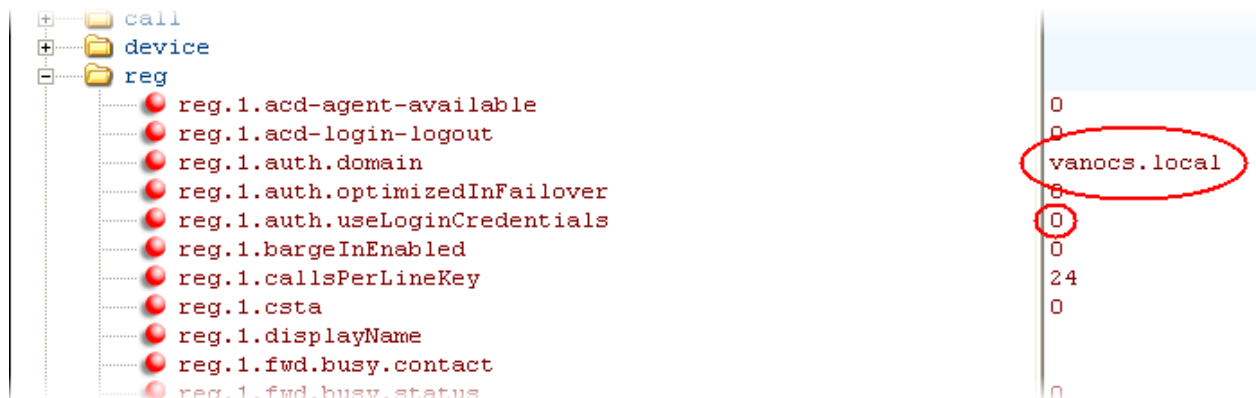 call
device
reg
reg.1.acd-agent-available 0
reg.1.acd-login-logout 0
reg.1.auth.domain vanocs.local
reg.1.auth.optimizedInFailover 0
reg.1.auth.useLoginCredentials 0
reg.1.bargeInEnabled 0
reg.1.callsPerLineKey 24
reg.1.csta 0
reg.1.displayName
reg.1.fwd.busy.contact
reg.1.fwd.busy.status 0